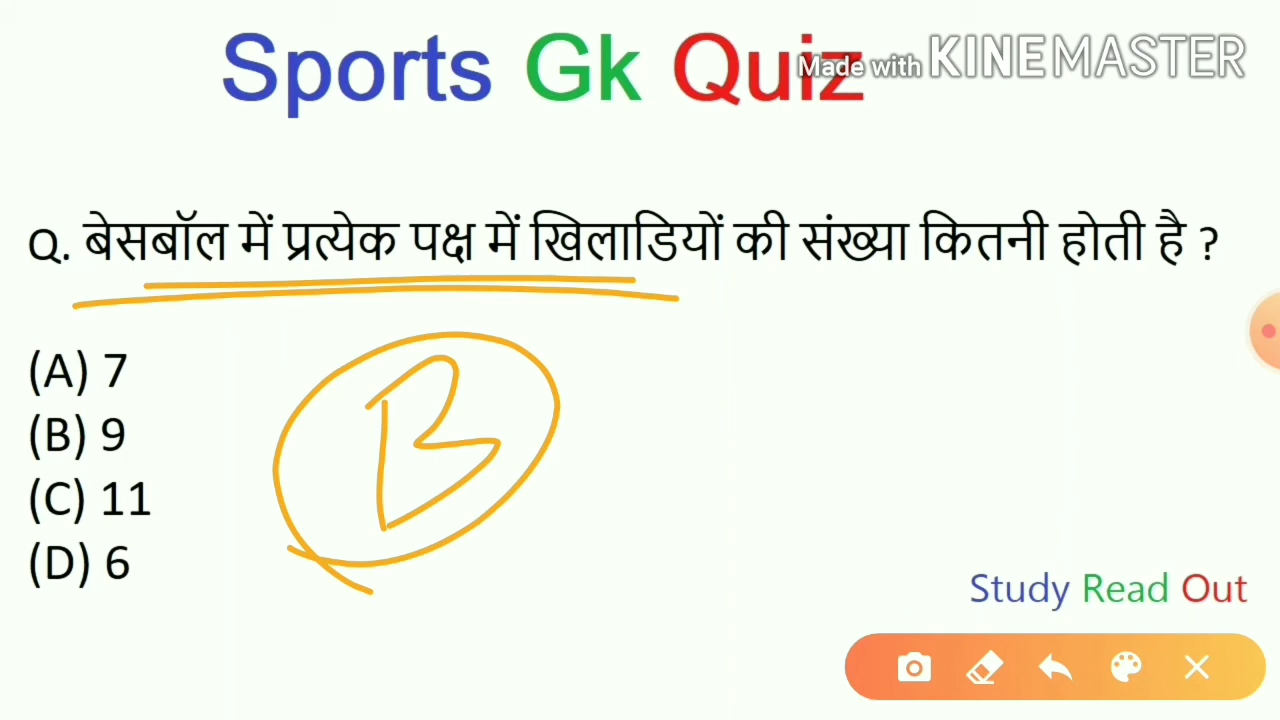 Sports Gk Quiz
Made with KINEMASTER
Q. बेसबॉल में प्रत्येक पक्ष में खिलाडियों की संख्या कितनी होती है ?
(A) 7
(B) 9
(C) 11
(D) 6
B
Study Read Out